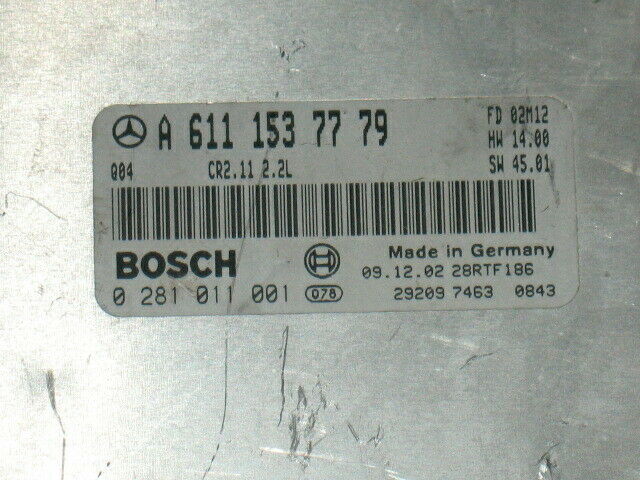 A 611 153 77 79
FD 02M12
HW 14.00
SW 45.01
Q04 CR2.11 2.2L
BOSCH
Made in Germany
09.12.02 28RTF186
0 281 011 001 078
29209 7463 0843